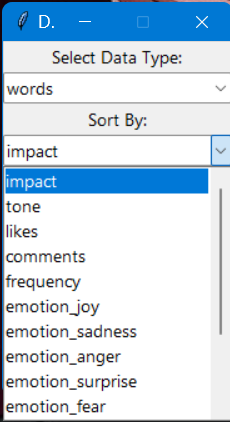 D...
Select Data Type:
words
Sort By:
impact
impact
tone
likes
comments
frequency
emotion_joy
emotion_sadness
emotion_anger
emotion_surprise
emotion_fear